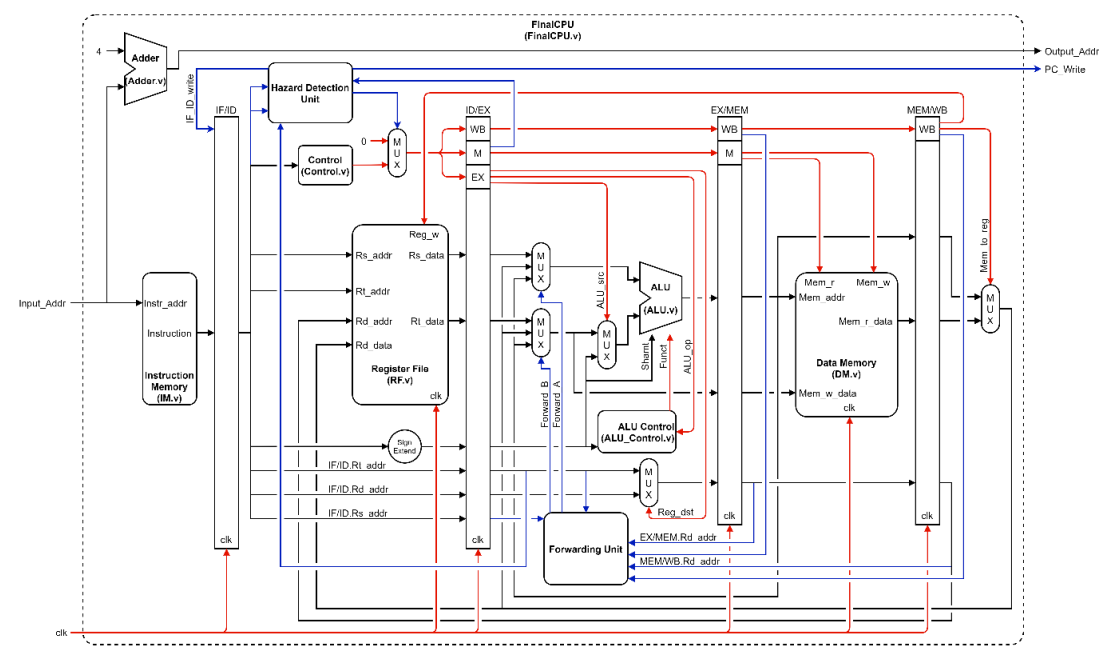 FinalCPU
(FinalCPU.v)
4
Adder
(Adder.v)
Output_Addr
PC_Write
IF_ID_write
Hazard Detection
Unit
IF/ID
ID/EX
EX/MEM
MEM/WB
WB
WB
WB
0
M
U
X
Control
(Control.v)
M
M
EX
Reg_w
Rs_addr
Rs_data
Rt_addr
Rd_addr
Rt_data
Rd_data
Register File
(RF.v)
clk
M
U
X
M
U
X
ALU_src
M
U
X
ALU
(ALU.v)
Shamt
Funct
ALU_op
Mem_r
Mem_w
Mem_addr
Mem_r_data
Data Memory
(DM.v)
Mem_w_data
clk
Mem_to_reg
M
U
X
Input_Addr
Instr_addr
Instruction
Instruction
Memory
(IM.v)
Forward_B
Forward_A
ALU Control
(ALU_Control.v)
Sign
Extend
IF/ID.Rt_addr
IF/ID.Rd_addr
IF/ID.Rs_addr
M
U
X
Reg_dst
clk
clk
clk
clk
Forwarding Unit
EX/MEM.Rd_addr
MEM/WB.Rd_addr
clk